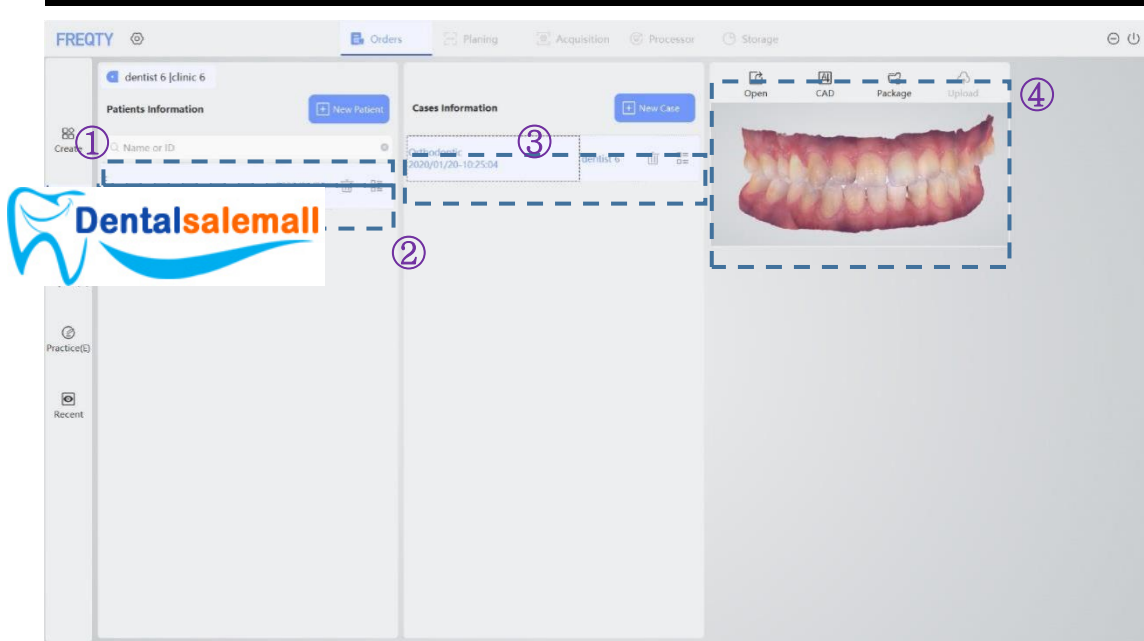 FREQTY Orders Planing Acquisition Processor Storage
dentist 6 |clinic 6
Patients Information New Patient
Cases Information New Case
Open CAD Package Upload
④
Create
①
Name or ID
③
Orthodontic
2020/01/20-10:25:04
dentist 6
Dentalsalemall
②
Practice(E)
Recent